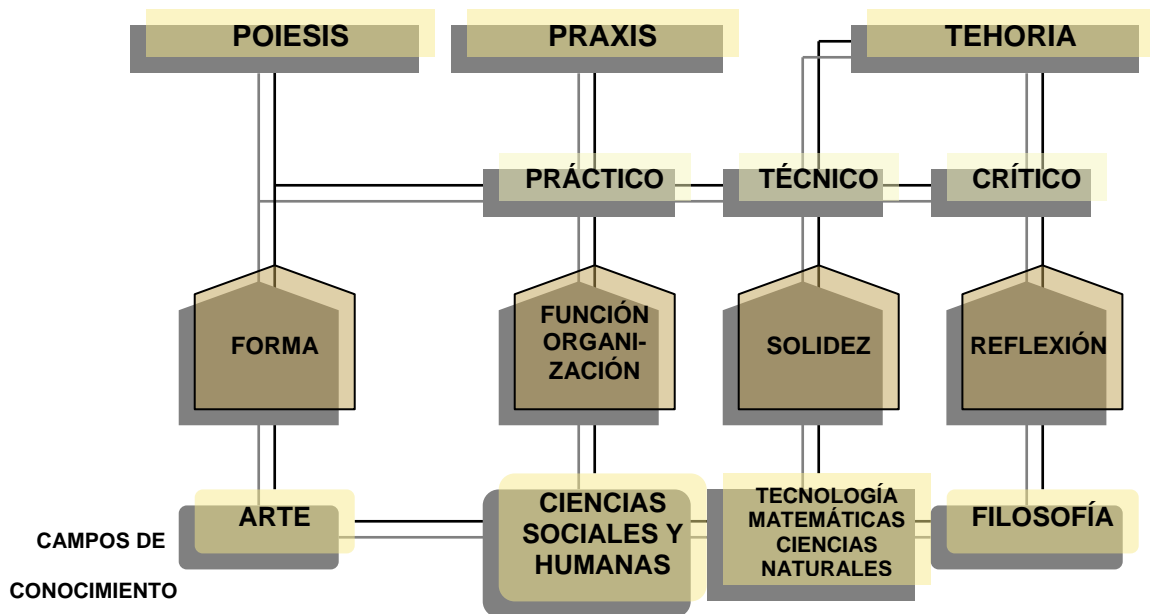 POIESIS
PRAXIS
TEHORIA
PRÁCTICO
TÉCNICO
CRÍTICO
FORMA
FUNCIÓN
ORGANI-
ZACIÓN
SOLIDEZ
REFLEXIÓN
CAMPOS DE
CONOCIMIENTO
ARTE
CIENCIAS
SOCIALES Y
HUMANAS
TECNOLOGÍA
MATEMÁTICAS
CIENCIAS
NATURALES
FILOSOFÍA